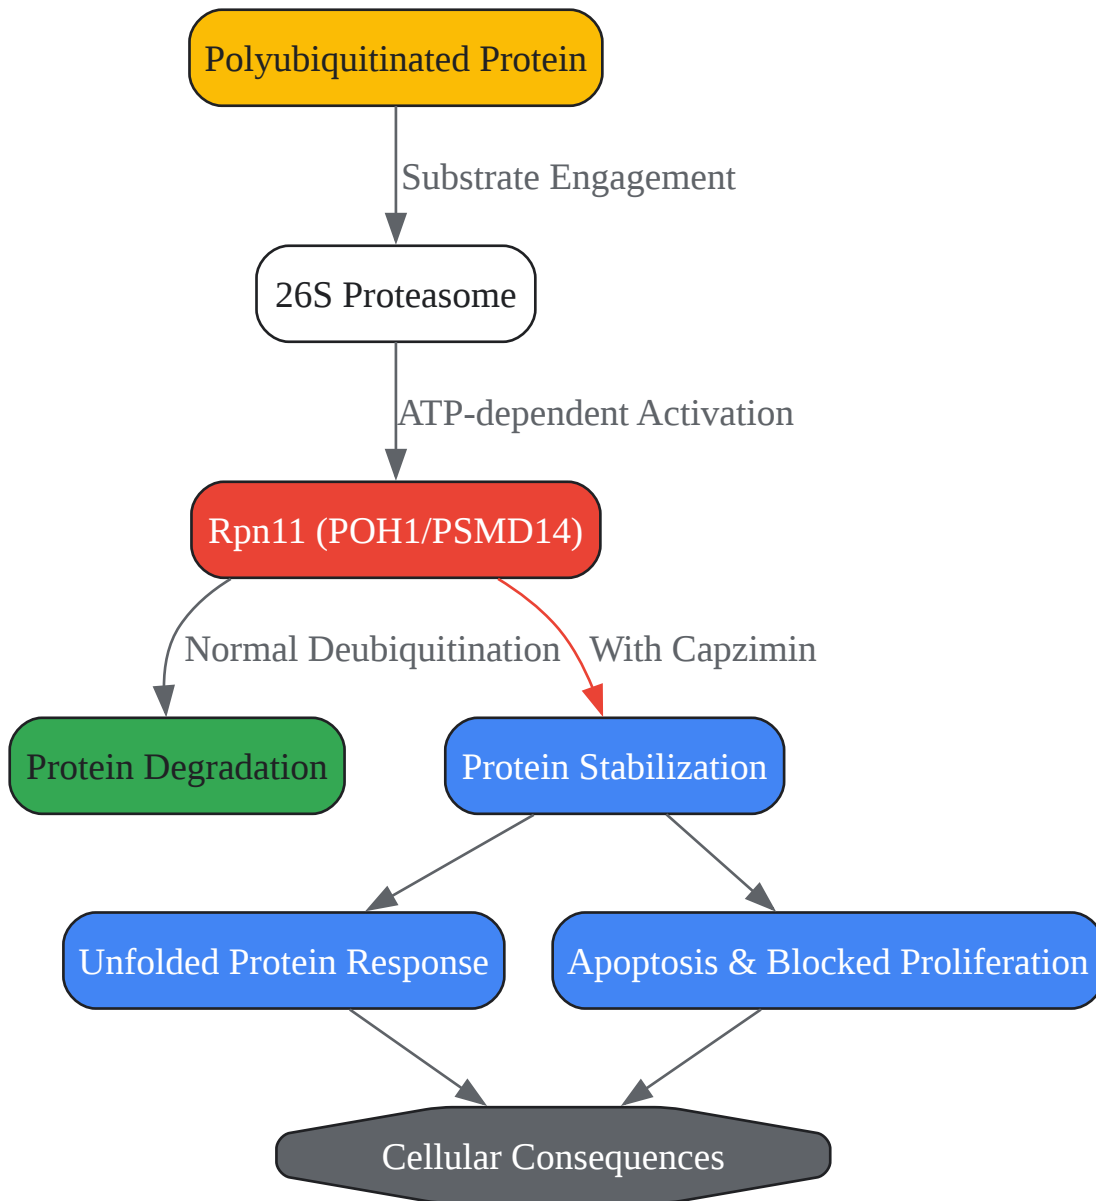 Polyubiquitinated Protein
Substrate Engagement
26S Proteasome
ATP-dependent Activation
Rpn11 (POH1/PSMD14)
Normal Deubiquitination
With Capzimin
Protein Degradation
Protein Stabilization
Unfolded Protein Response
Apoptosis & Blocked Proliferation
Cellular Consequences